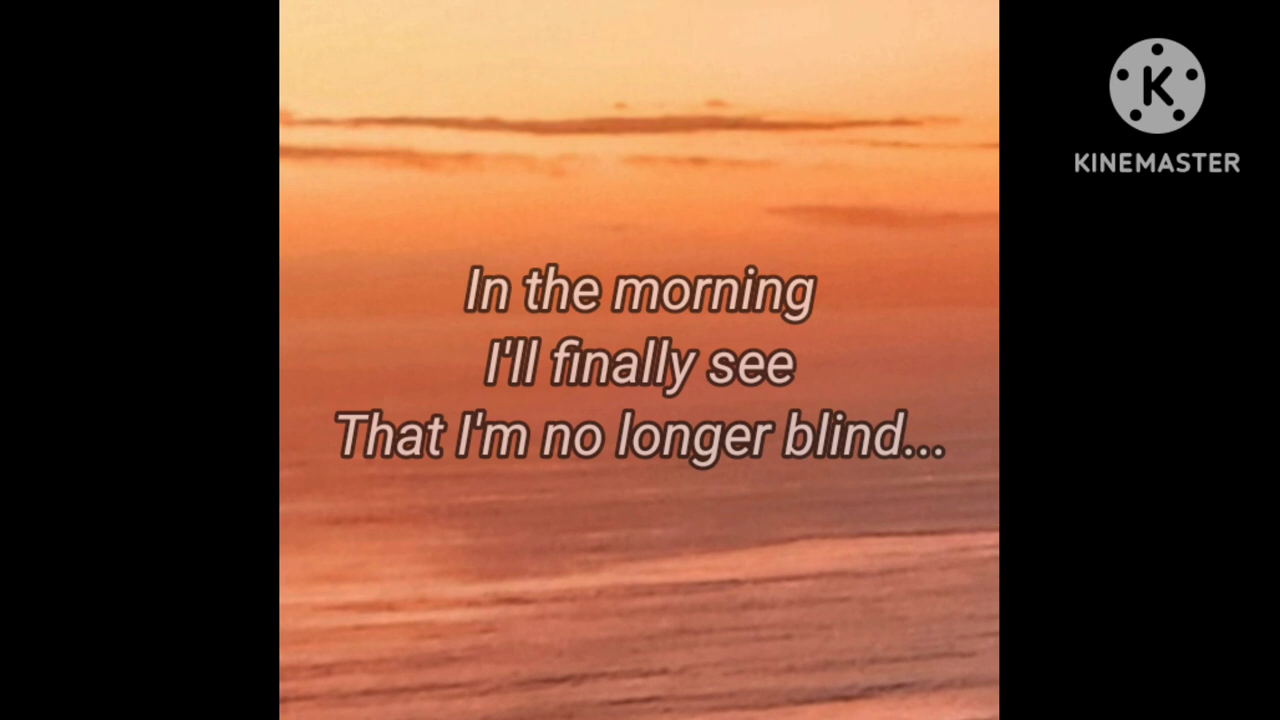 In the morning
I'll finally see
That I'm no longer blind...
K
KINEMASTER